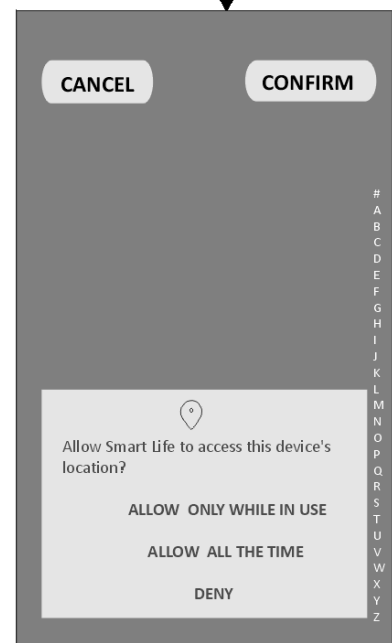 CANCEL
CONFIRM
#
A
B
C
D
E
F
G
H
I
J
K
L
M
N
O
P
Q
R
S
T
U
V
W
X
Y
Z
Allow Smart Life to access this device's
location?
ALLOW ONLY WHILE IN USE
ALLOW ALL THE TIME
DENY